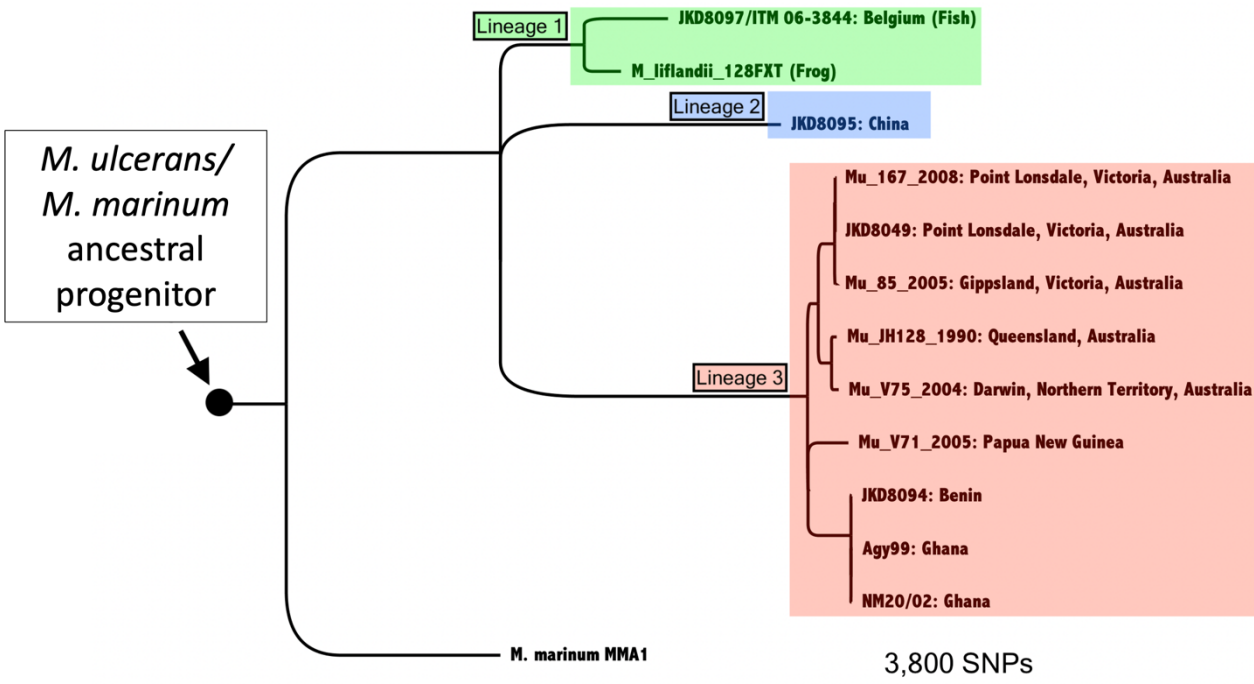 Lineage 1
JKD8097/ITM 06-3844: Belgium (Fish)
M_liflandii_128FXT (Frog)
Lineage 2
JKD8095: China
M. ulcerans/
M. marinum
ancestral
progenitor
Mu_167_2008: Point Lonsdale, Victoria, Australia
JKD8049: Point Lonsdale, Victoria, Australia
Mu_85_2005: Gippsland, Victoria, Australia
Mu_JH128_1990: Queensland, Australia
Lineage 3
Mu_V75_2004: Darwin, Northern Territory, Australia
Mu_V71_2005: Papua New Guinea
JKD8094: Benin
Agy99: Ghana
NM20/02: Ghana
M. marinum MMA1
3,800 SNPs